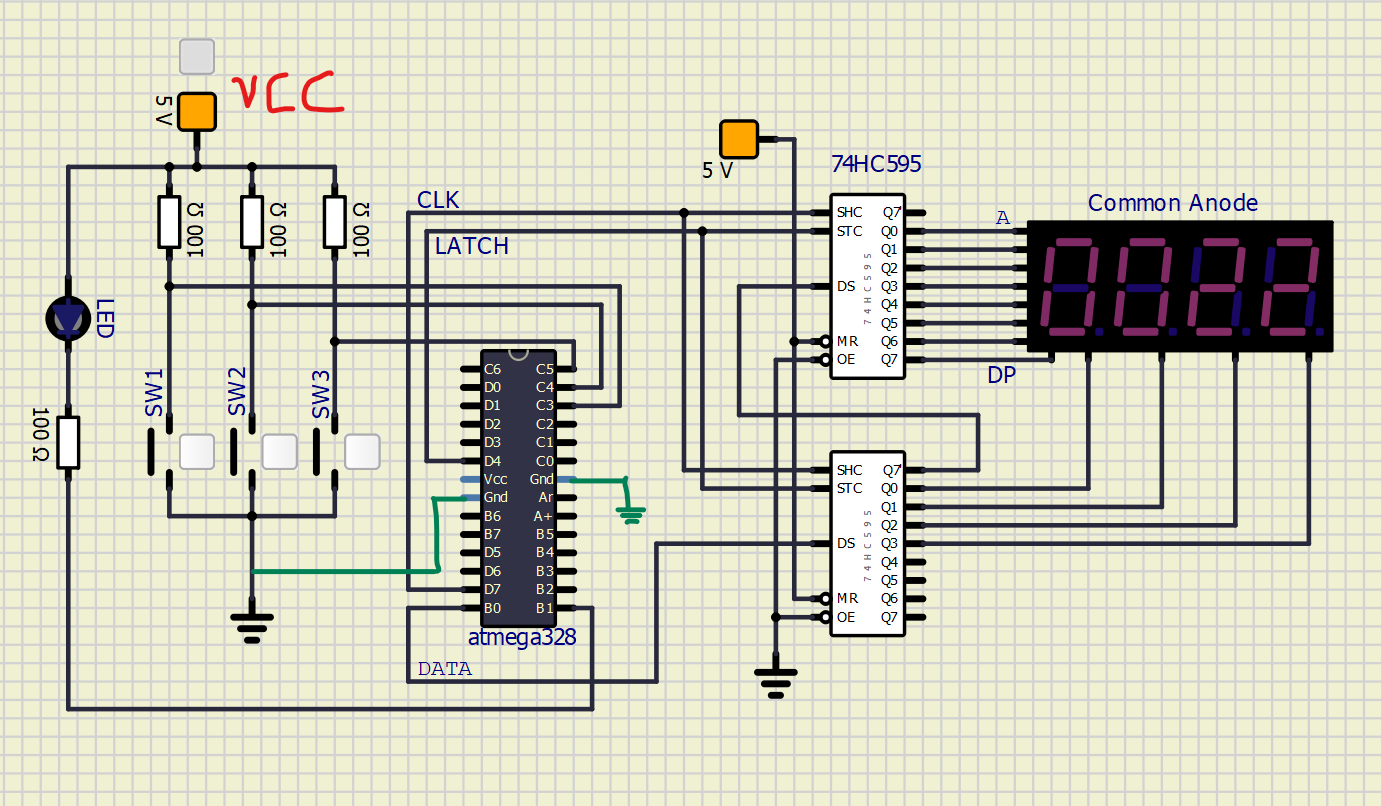 VCC
5 V
100 Ω
100 Ω
100 Ω
LED
SW1
SW2
SW3
100 Ω
CLK
LATCH
C6 C5
D0 C4
D1 C3
D2 C2
D3 C1
D4 C0
Vcc Gnd
Gnd Ar
B6 A+
B7 B5
D5 B4
D6 B3
D7 B2
B0 B1
atmega328
DATA
5 V
74HC595
SHC Q7'
STC Q0
Q1
Q2
DS Q3
Q4
Q5
MR Q6
OE Q7
74HC595
SHC Q7'
STC Q0
Q1
Q2
DS Q3
Q4
Q5
MR Q6
OE Q7
74HC595
Common Anode
A
DP